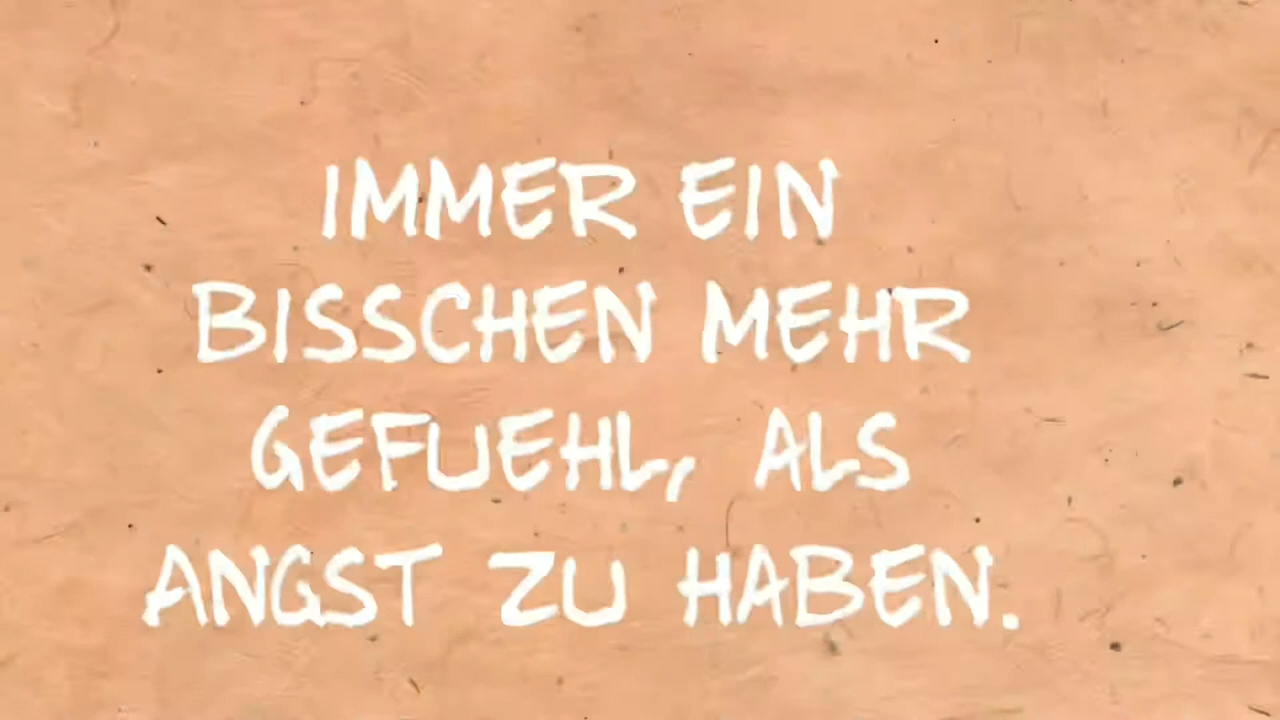 IMMER EIN
BISSCHEN MEHR
GEFUEHL, ALS
ANGST ZU HABEN.